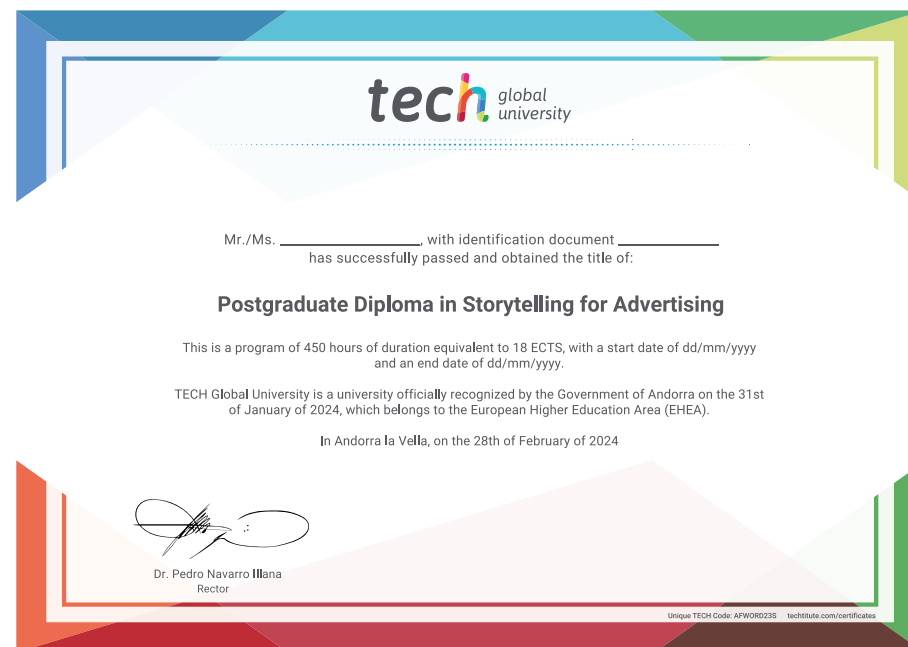 tech global university
Mr./Ms. ____________________, with identification document ______________
has successfully passed and obtained the title of:
Postgraduate Diploma in Storytelling for Advertising
This is a program of 450 hours of duration equivalent to 18 ECTS, with a start date of dd/mm/yyyy
and an end date of dd/mm/yyyy.
TECH Global University is a university officially recognized by the Government of Andorra on the 31st
of January of 2024, which belongs to the European Higher Education Area (EHEA).
In Andorra la Vella, on the 28th of February of 2024
Dr. Pedro Navarro Illana
Rector
Unique TECH Code: AFWORD23S techtitute.com/certificates